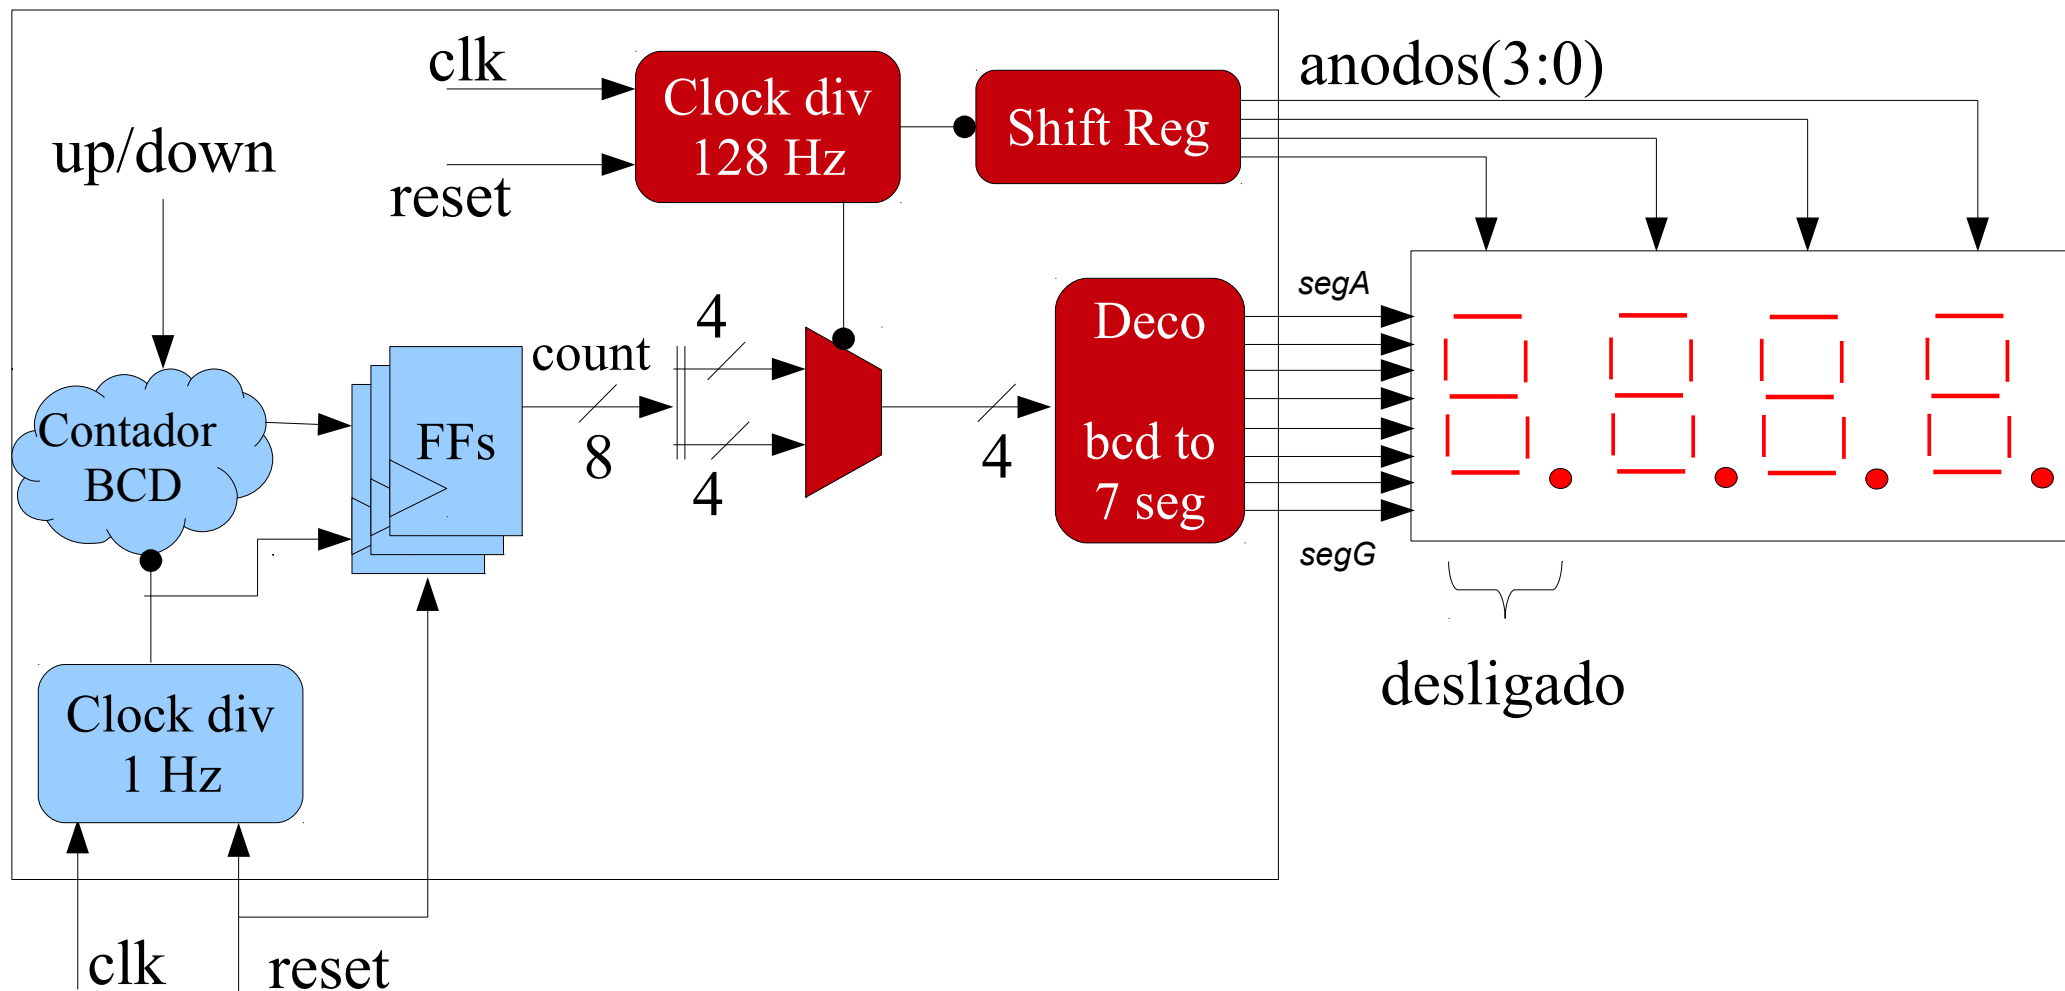 clk
Clock div
128 Hz
reset
Shift Reg
anodos(3:0)
up/down
Contador
BCD
FFs
count
8
4
4
4
Deco
bcd to
7 seg
segA
segG
desligado
Clock div
1 Hz
clk
reset